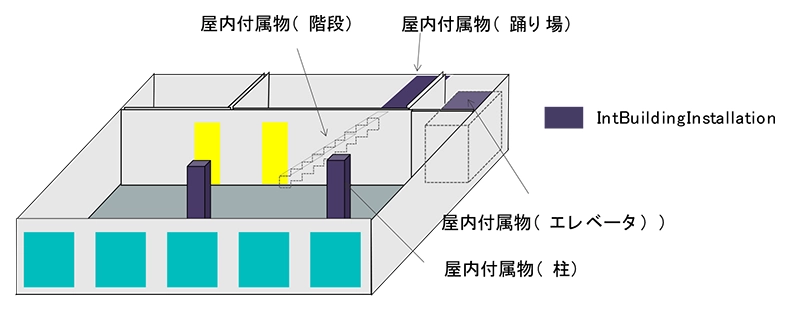 屋内付属物( 階段)
屋内付属物( 踊り場)
IntBuildingInstallation
屋内付属物( エレベータ) )
屋内付属物( 柱)